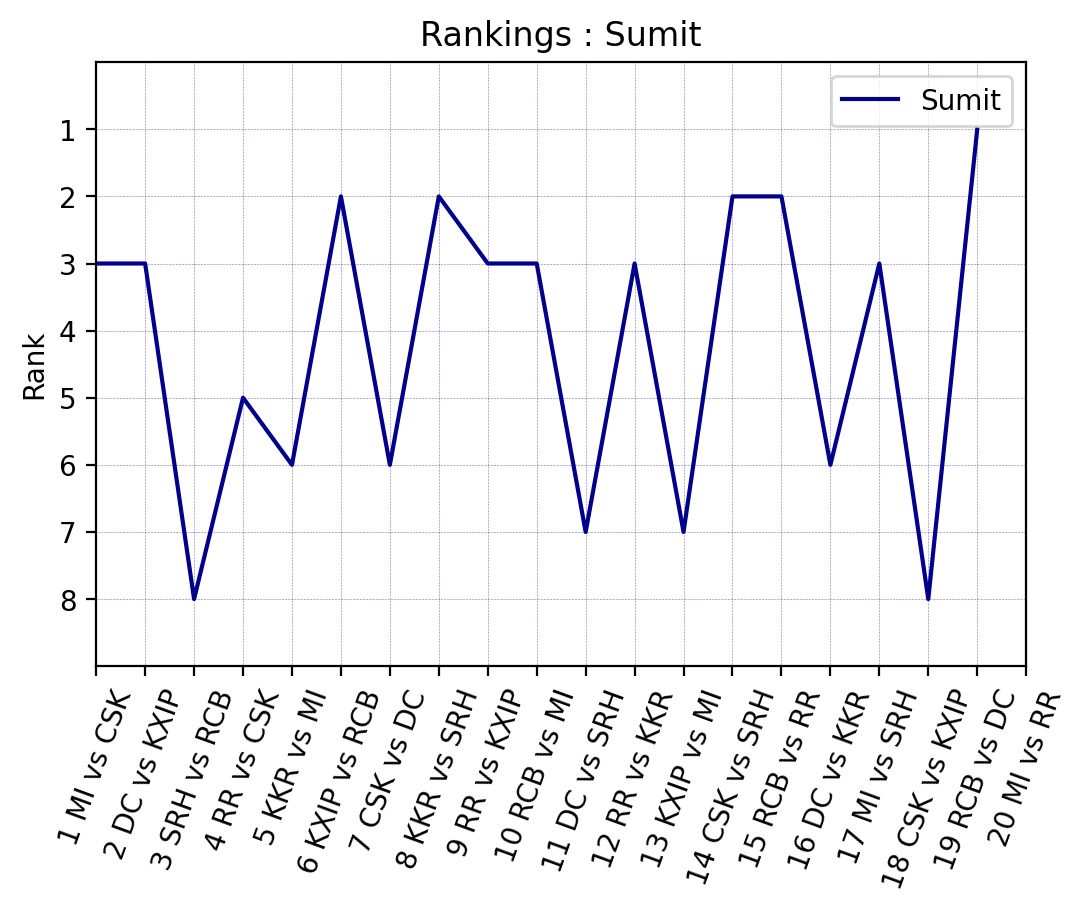 Rankings : Sumit
Sumit
Rank
1
2
3
4
5
6
7
8
1 MI vs CSK
2 DC vs KXIP
3 SRH vs RCB
4 RR vs CSK
5 KKR vs MI
6 KXIP vs RCB
7 CSK vs DC
8 KKR vs SRH
9 RR vs KXIP
10 RCB vs MI
11 DC vs SRH
12 RR vs KKR
13 KXIP vs MI
14 CSK vs SRH
15 RCB vs RR
16 DC vs KKR
17 MI vs SRH
18 CSK vs KXIP
19 RCB vs DC
20 MI vs RR